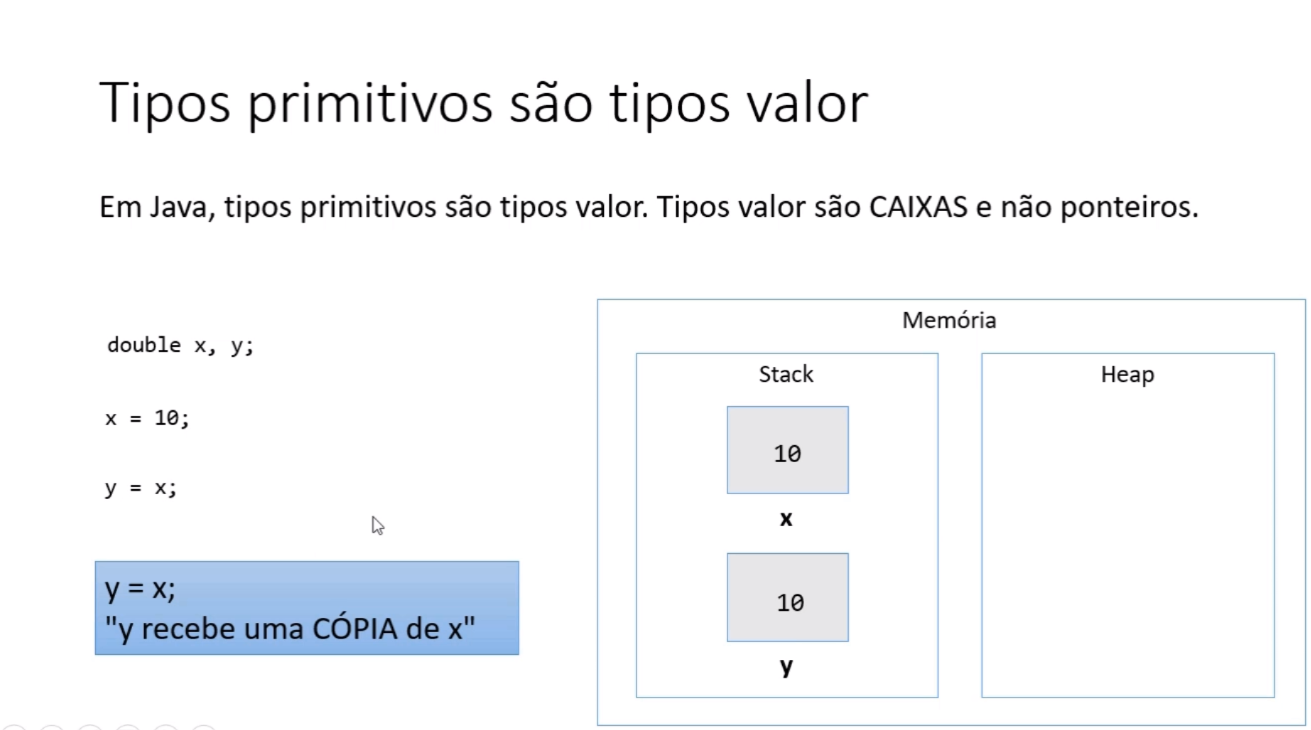 Tipos primitivos são tipos valor
Em Java, tipos primitivos são tipos valor. Tipos valor são CAIXAS e não ponteiros.
double x, y;
x = 10;
y = x;
y = x;
"y recebe uma CÓPIA de x"
Memória
Stack
10
x
10
y
Heap